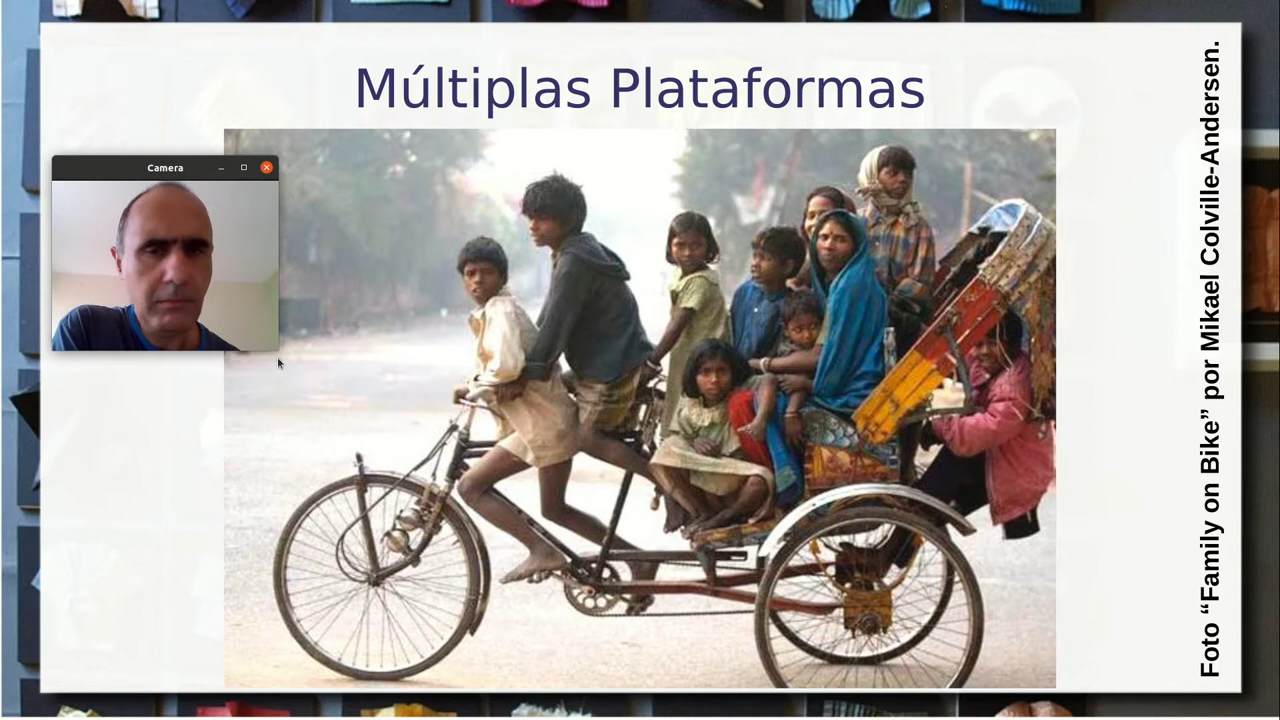 Múltiplas Plataformas
Camera
Foto “Family on Bike” por Mikael Colville-Andersen.